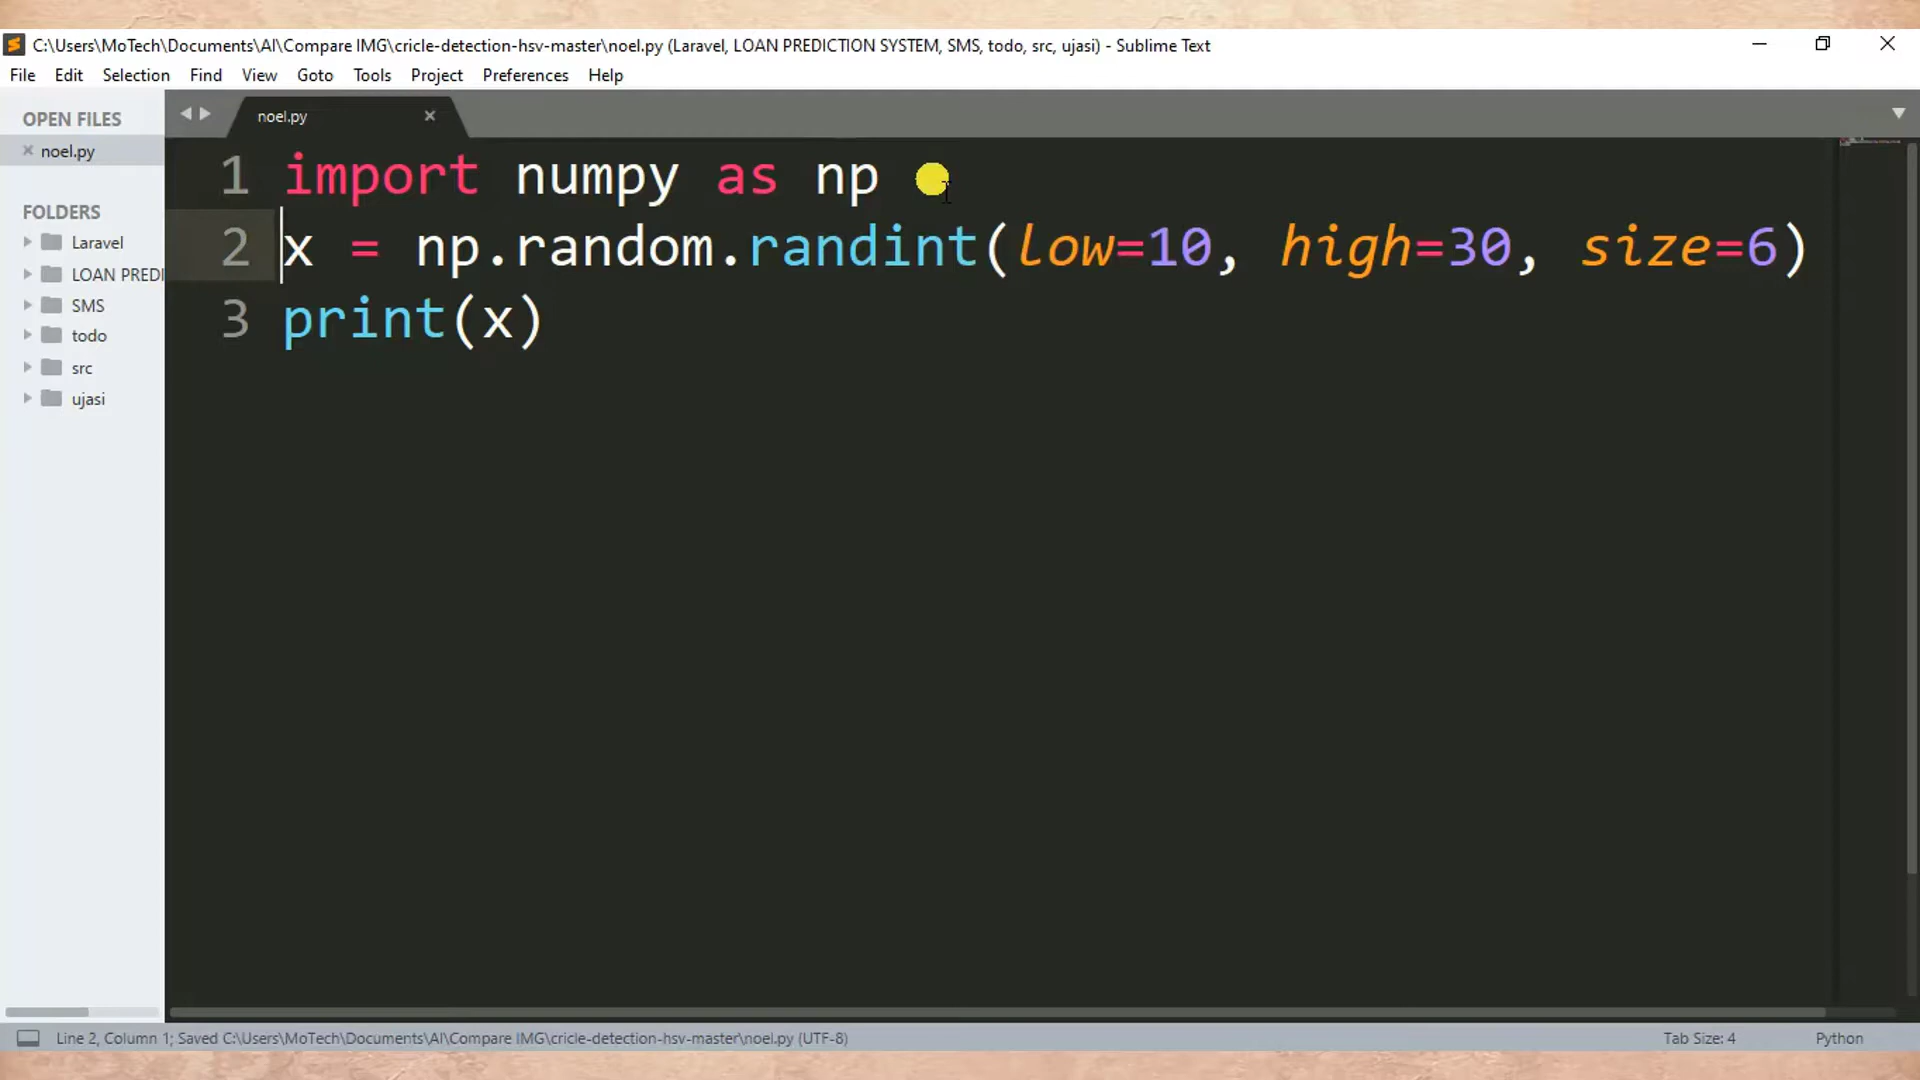 C:\Users\MoTech\Documents\AI\Compare IMG\cricle-detection-hsv-master\noel.py (Laravel, LOAN PREDICTION SYSTEM, SMS, todo, src, ujasi) - Sublime Text
File Edit Selection Find View Goto Tools Project Preferences Help
OPEN FILES
noel.py
noel.py
FOLDERS
Laravel
LOAN PREDI
SMS
todo
src
ujasi
1 import numpy as np
2 x = np.random.randint(low=10, high=30, size=6)
3 print(x)
Line 2, Column 1; Saved C:\Users\MoTech\Documents\AI\Compare IMG\cricle-detection-hsv-master\noel.py (UTF-8)
Tab Size: 4
Python